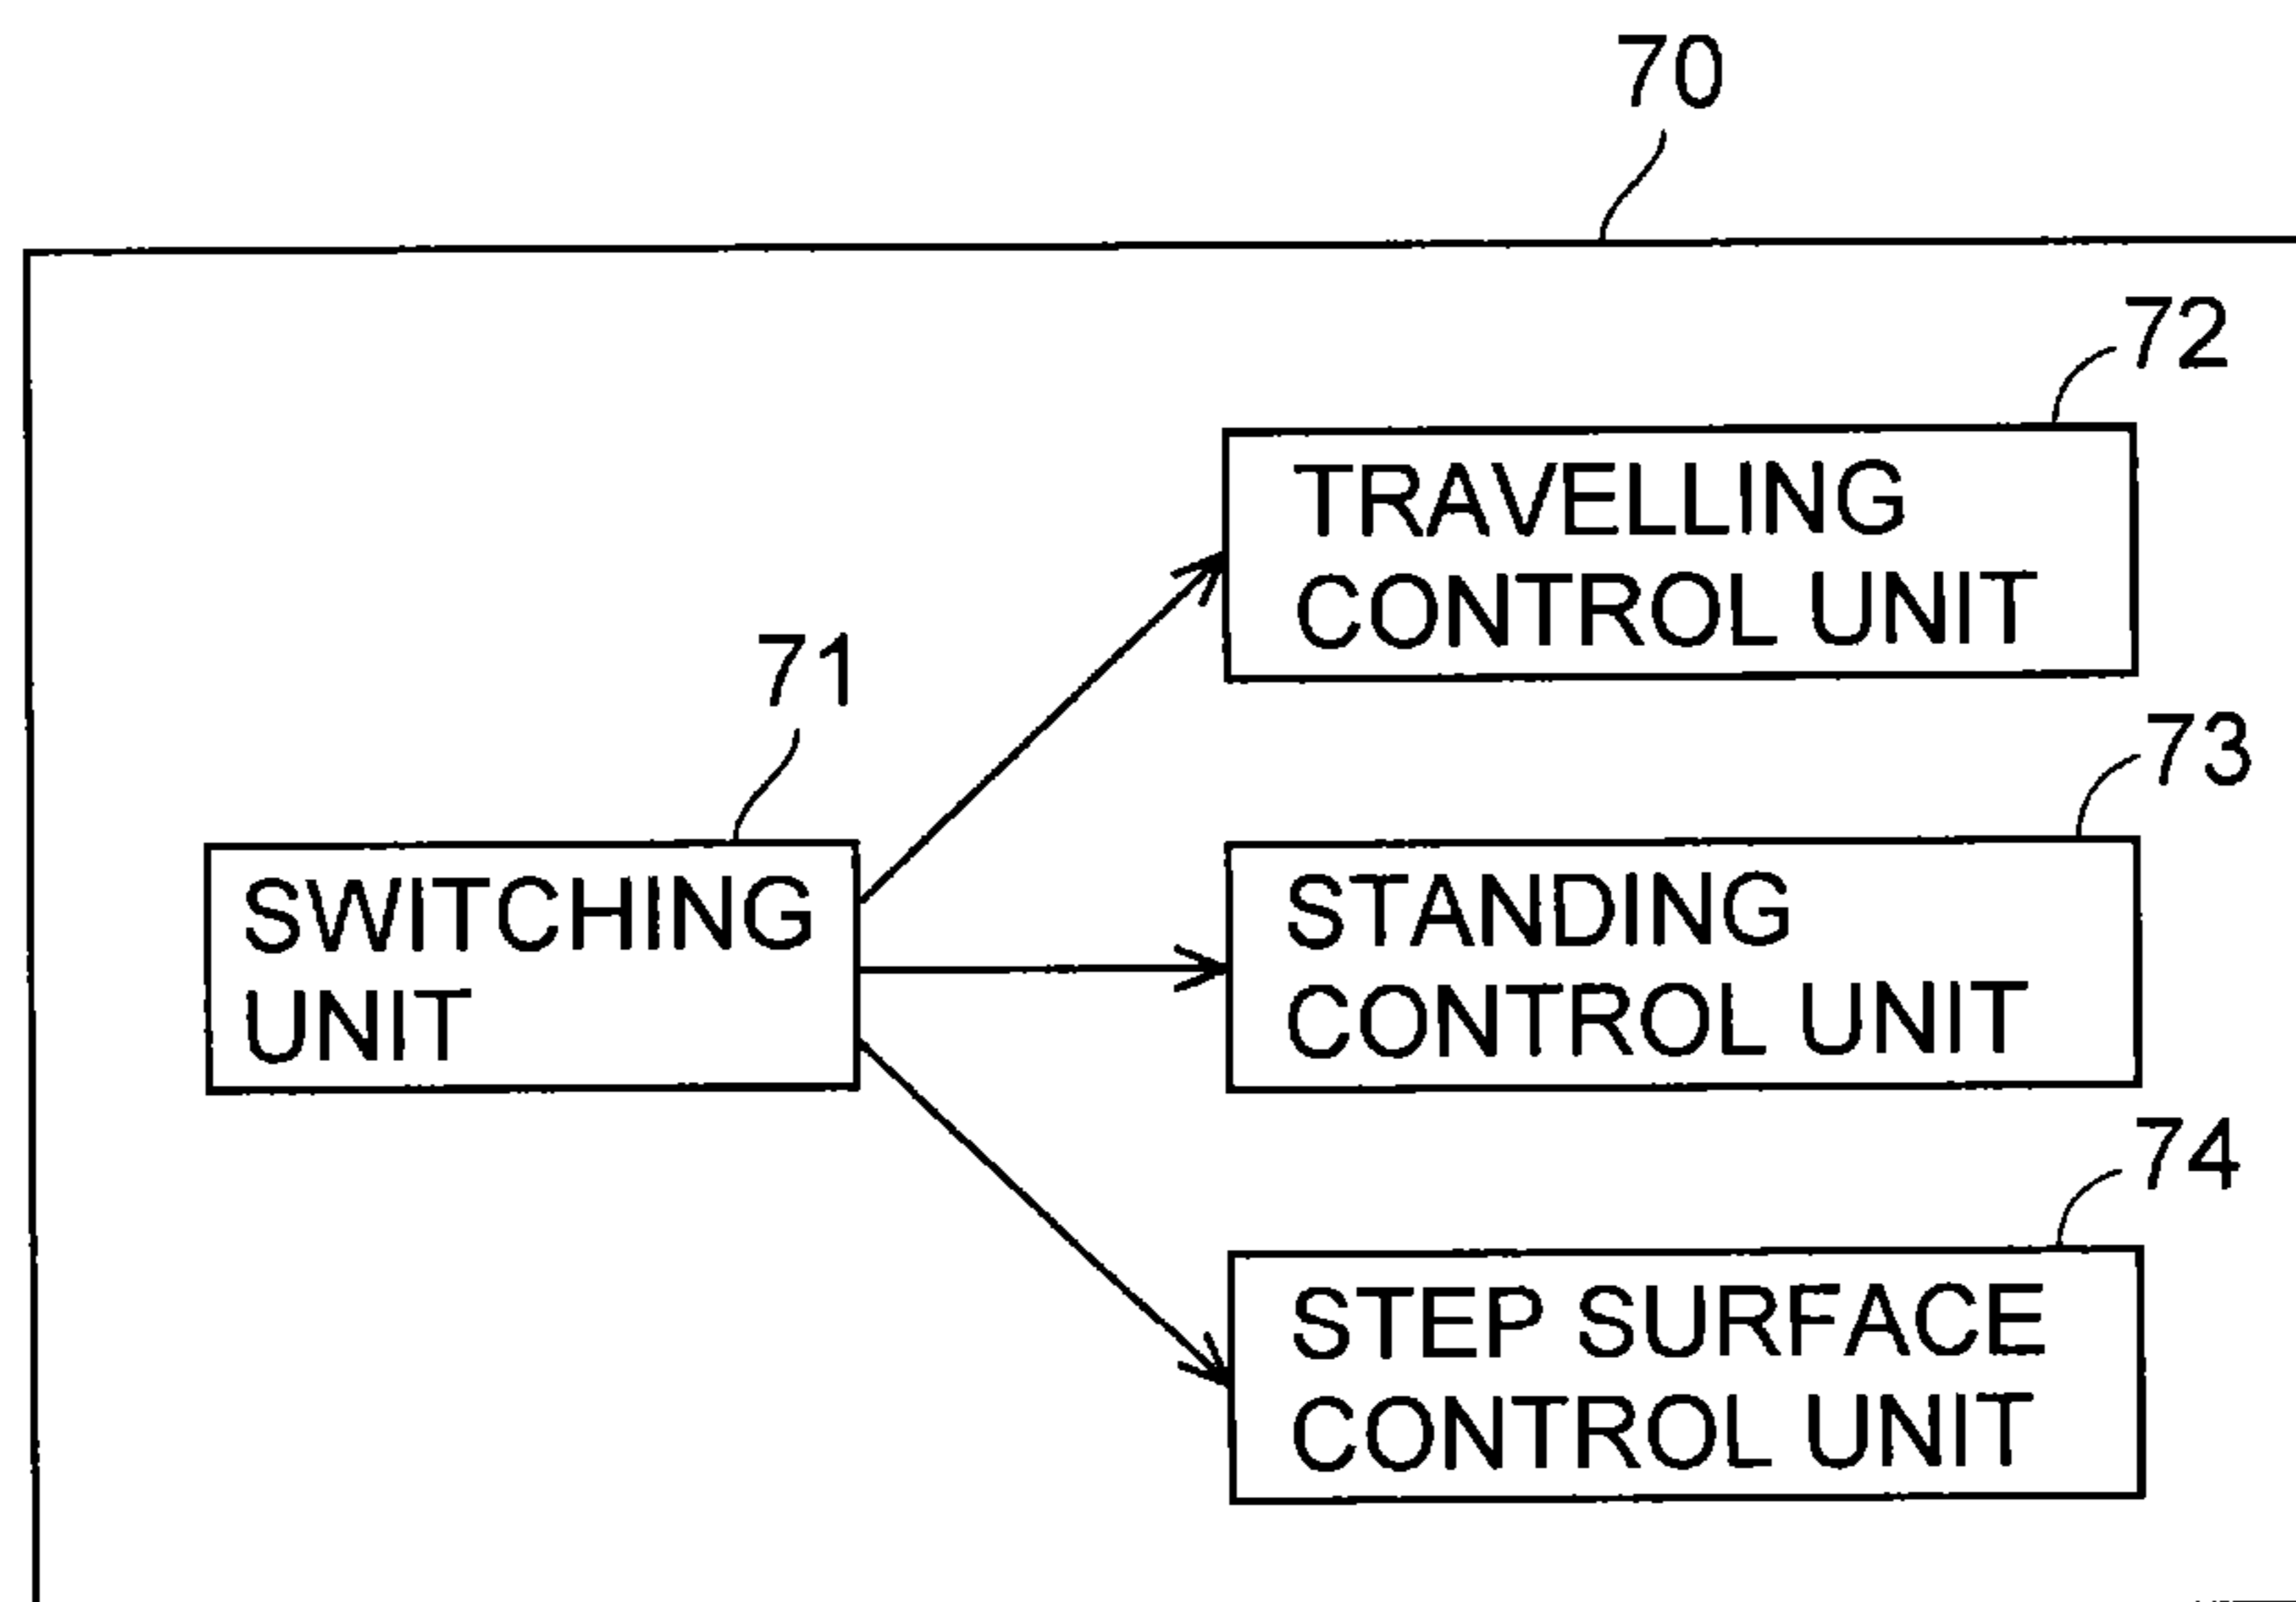 70
72
TRAVELLING
CONTROL UNIT
71
73
SWITCHING
UNIT
STANDING
CONTROL UNIT
74
STEP SURFACE
CONTROL UNIT